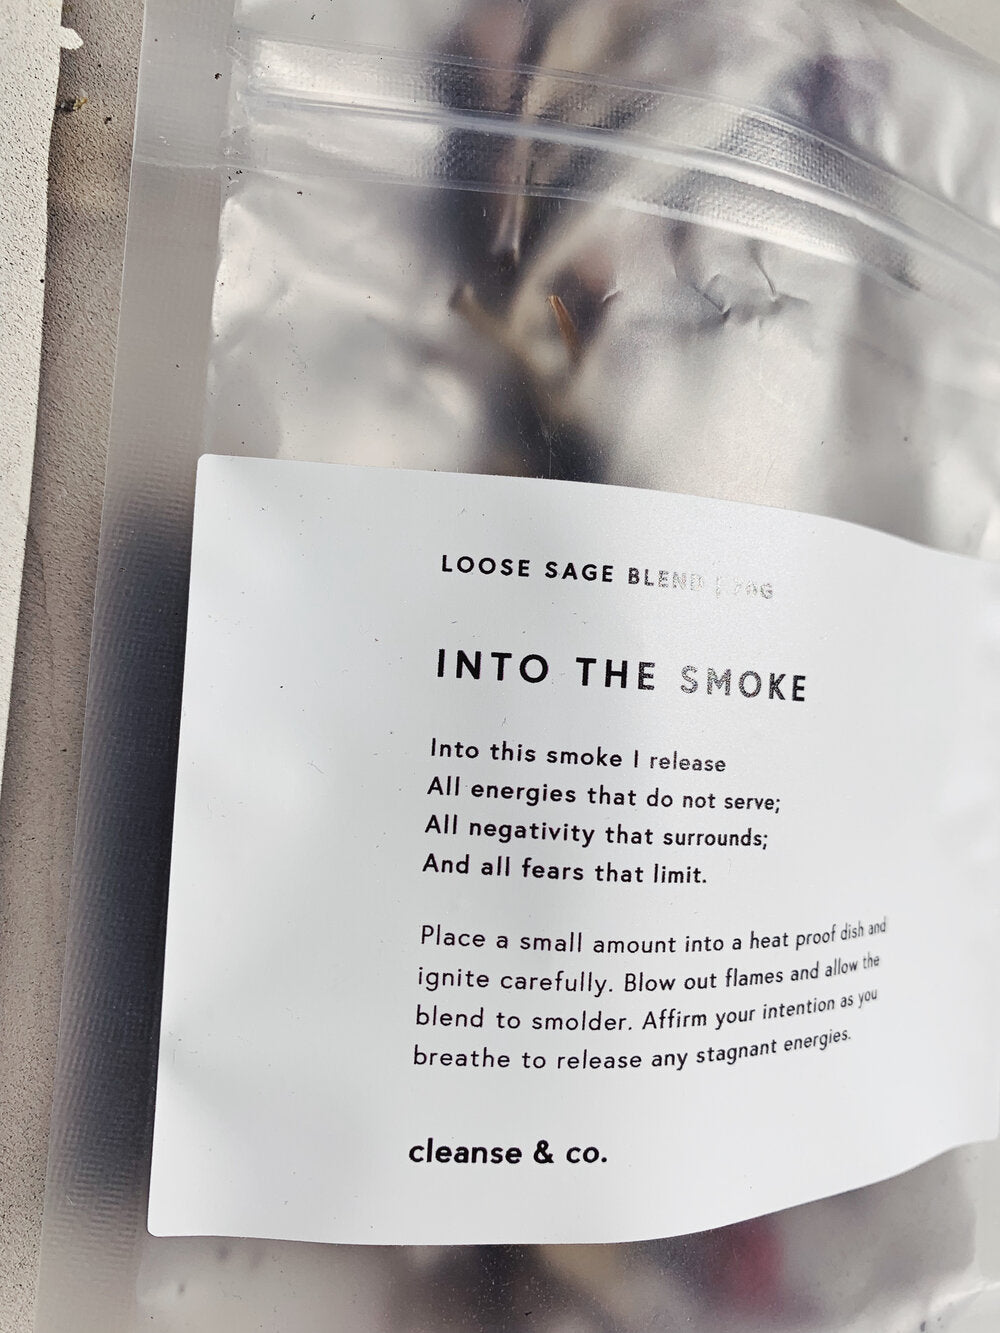 LOOSE SAGE BLEND | 70G
INTO THE SMOKE
Into this smoke I release
All energies that do not serve;
All negativity that surrounds;
And all fears that limit.
Place a small amount into a heat proof dish and
ignite carefully. Blow out flames and allow the
blend to smolder. Affirm your intention as you
breathe to release any stagnant energies.
cleanse & co.